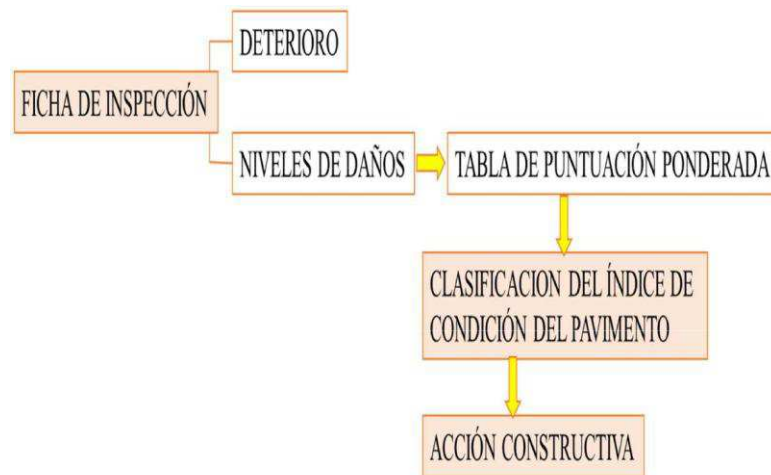 DETERIORO
FICHA DE INSPECCIÓN
NIVELES DE DAÑOS
TABLA DE PUNTUACIÓN PONDERADA
CLASIFICACION DEL ÍNDICE DE
CONDICIÓN DEL PAVIMENTO
ACCIÓN CONSTRUCTIVA